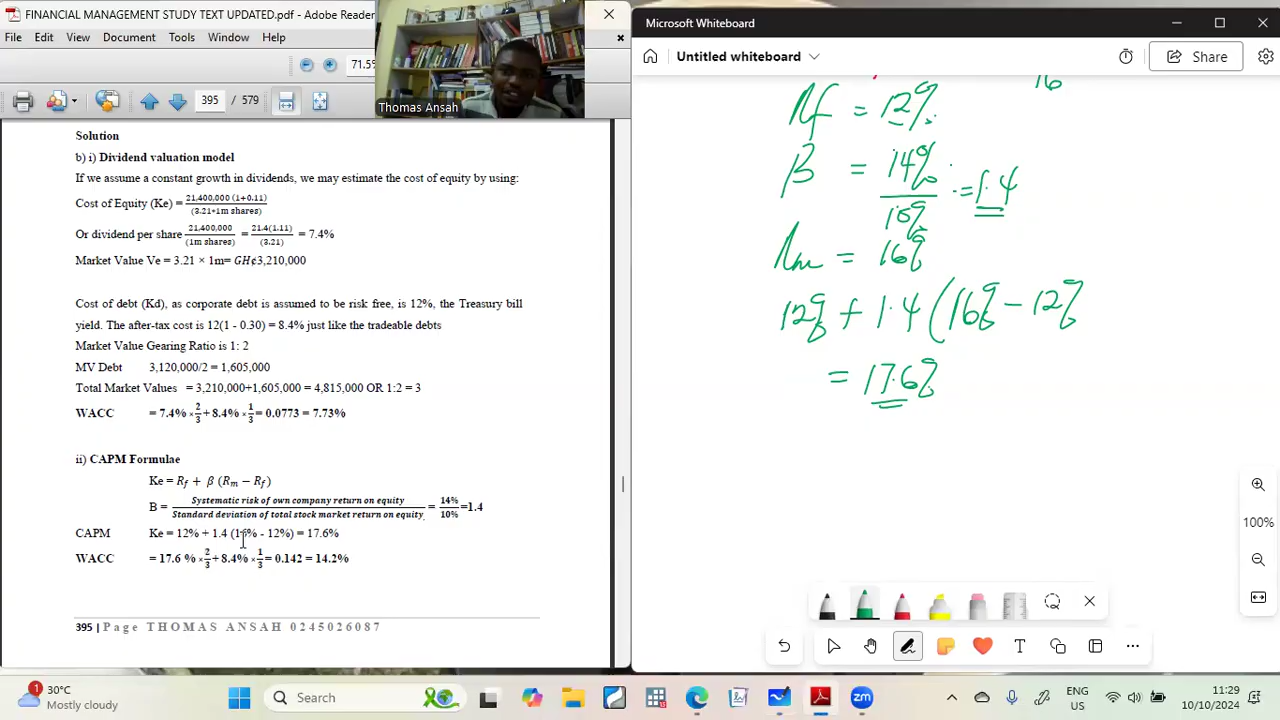 FINANCIAL MANAGEMENT STUDY TEXT UPDATED.pdf - Adobe Reader
File Edit View Document Tools Window Help
395 / 579
71.5%
Thomas Ansah
Solution
b) i) Dividend valuation model
If we assume a constant growth in dividends, we may estimate the cost of equity by using:
Cost of Equity (Ke) = 21,400,000 (1+0.11) / (3.21×1m shares)
Or dividend per share 21,400,000 / (1m shares) = 21.4(1.11) / (3.21) = 7.4%
Market Value Ve = 3.21 × 1m= GH¢3,210,000
Cost of debt (Kd), as corporate debt is assumed to be risk free, is 12%, the Treasury bill
yield. The after-tax cost is 12(1 - 0.30) = 8.4% just like the tradeable debts
Market Value Gearing Ratio is 1: 2
MV Debt 3,120,000/2 = 1,605,000
Total Market Values = 3,210,000+1,605,000 = 4,815,000 OR 1:2 = 3
WACC = 7.4% × 2/3 + 8.4% × 1/3 = 0.0773 = 7.73%
ii) CAPM Formulae
Ke = Rf + β (Rm − Rf)
B = Systematic risk of own company return on equity / Standard deviation of total stock market return on equity = 14% / 10% =1.4
CAPM Ke = 12% + 1.4 (16% - 12%) = 17.6%
WACC = 17.6 % × 2/3 + 8.4% × 1/3 = 0.142 = 14.2%
395 | Page THOMAS ANSAH 0245026087
Microsoft Whiteboard
Untitled whiteboard
Share
16
Rf = 12%
β = 14% / 10% = 1.4
Rm = 16%
12% + 1.4 (16% − 12%
= 17.6%
100%
1
30°C
Mostly cloudy
Search
ENG
US
11:29
10/10/2024